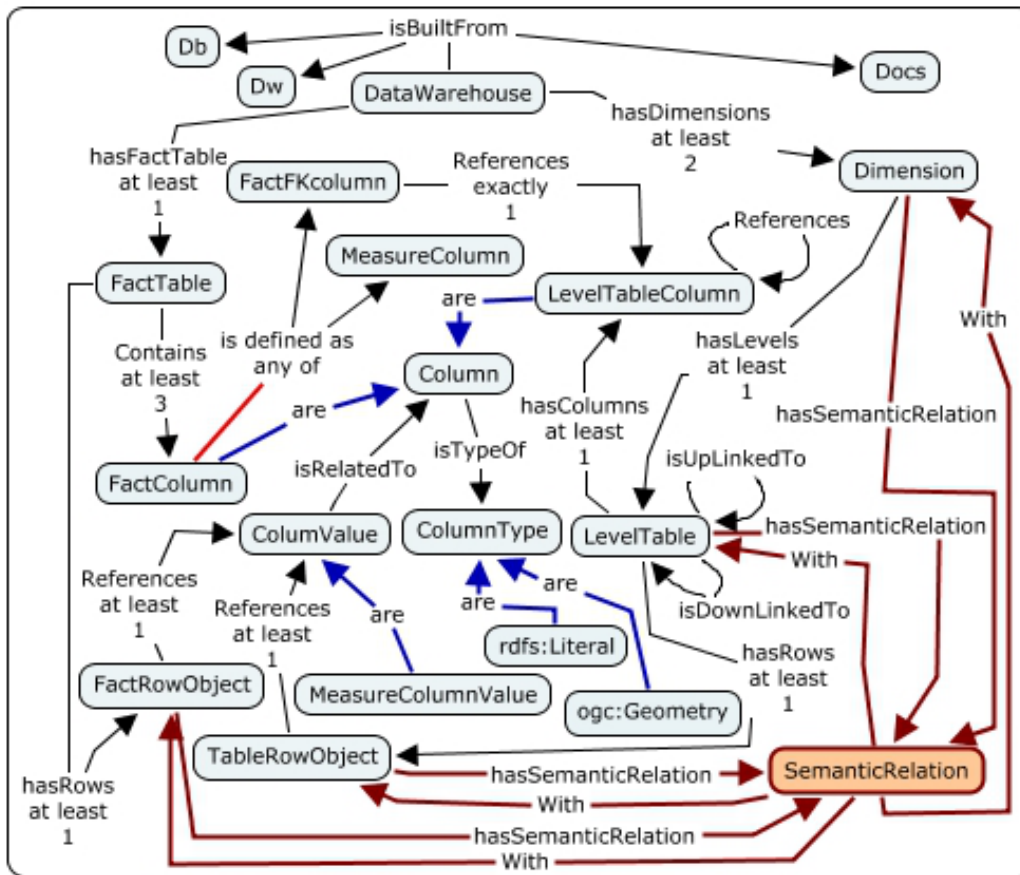 isBuiltFrom
Db
Dw
Docs
DataWarehouse
hasDimensions
at least
2
hasFactTable
at least
1
References
exactly
1
FactFKcolumn
Dimension
References
MeasureColumn
FactTable
LevelTableColumn
are
With
Contains
at least
3
is defined as
any of
hasLevels
at least
1
Column
are
hasColumns
at least
1
hasSemanticRelation
isRelatedTo
isTypeOf
isUpLinkedTo
FactColumn
ColumValue
ColumnType
LevelTable
hasSemanticRelation
With
References
at least
1
References
at least
1
are
are
are
isDownLinkedTo
rdfs:Literal
hasRows
at least
1
FactRowObject
MeasureColumnValue
ogc:Geometry
TableRowObject
hasSemanticRelation
SemanticRelation
With
hasRows
at least
1
hasSemanticRelation
With